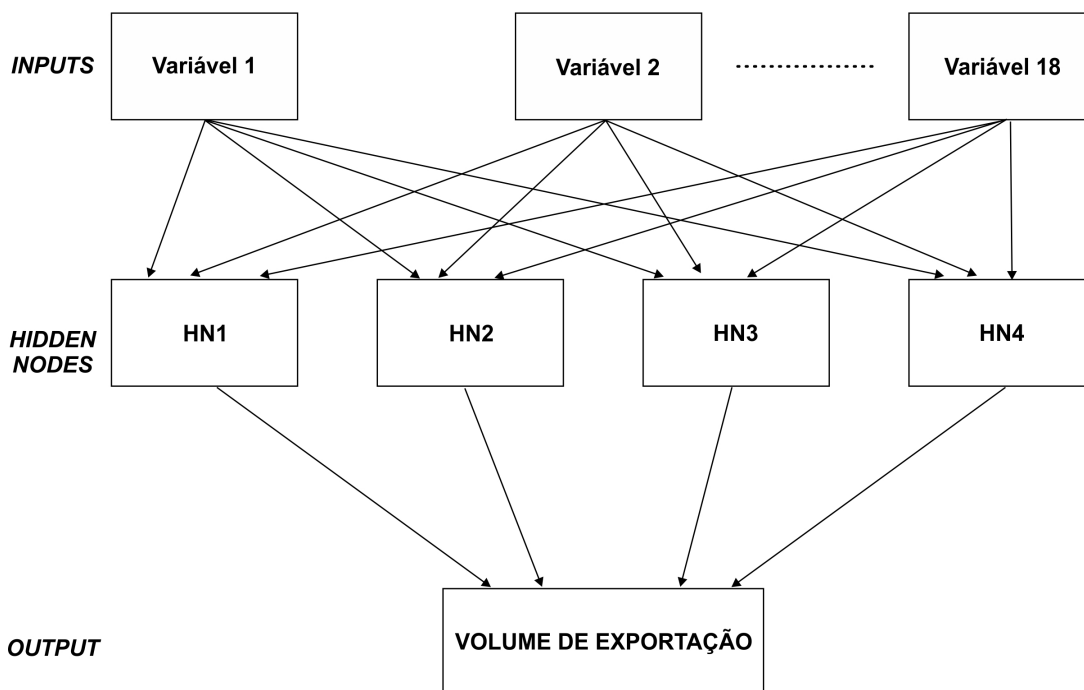 INPUTS
Variável 1
Variável 2
Variável 18
HIDDEN
NODES
HN1
HN2
HN3
HN4
OUTPUT
VOLUME DE EXPORTAÇÃO